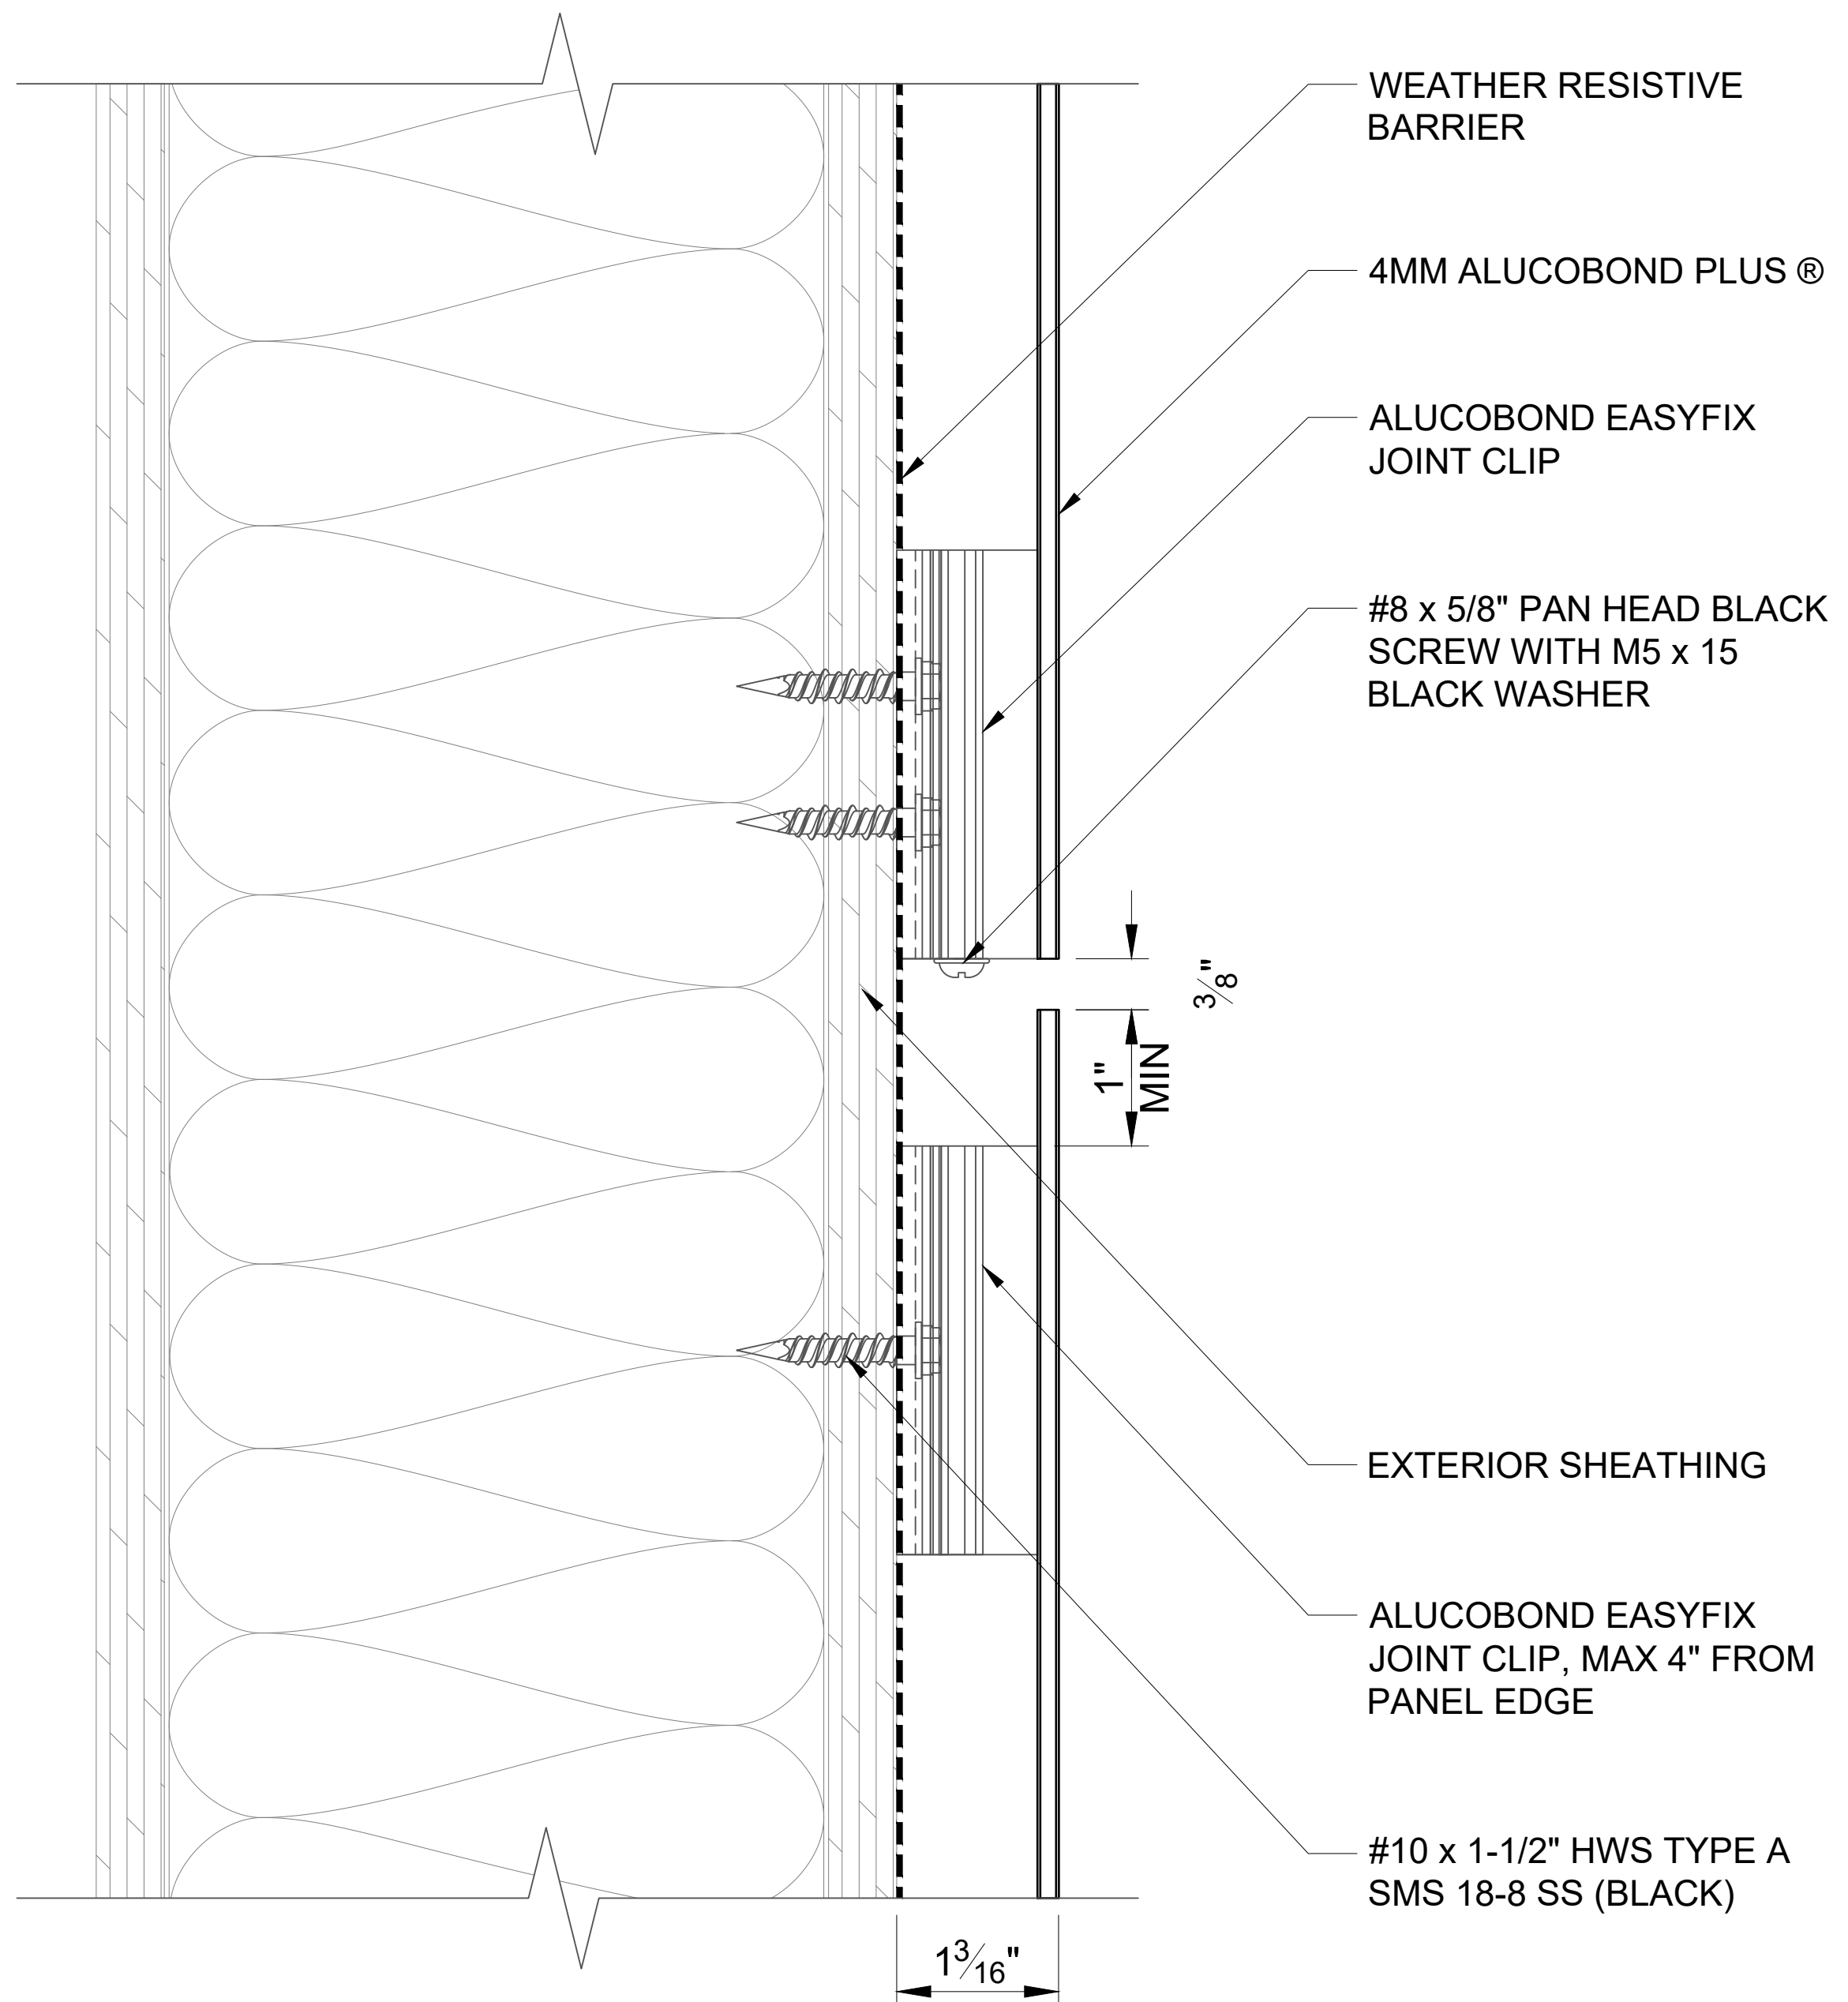 WEATHER RESISTIVE
BARRIER
4MM ALUCOBOND PLUS ®
ALUCOBOND EASYFIX
JOINT CLIP
#8 x 5/8" PAN HEAD BLACK
SCREW WITH M5 x 15
BLACK WASHER
3/8"
1"
MIN
EXTERIOR SHEATHING
ALUCOBOND EASYFIX
JOINT CLIP, MAX 4" FROM
PANEL EDGE
#10 x 1-1/2" HWS TYPE A
SMS 18-8 SS (BLACK)
1 3/16"